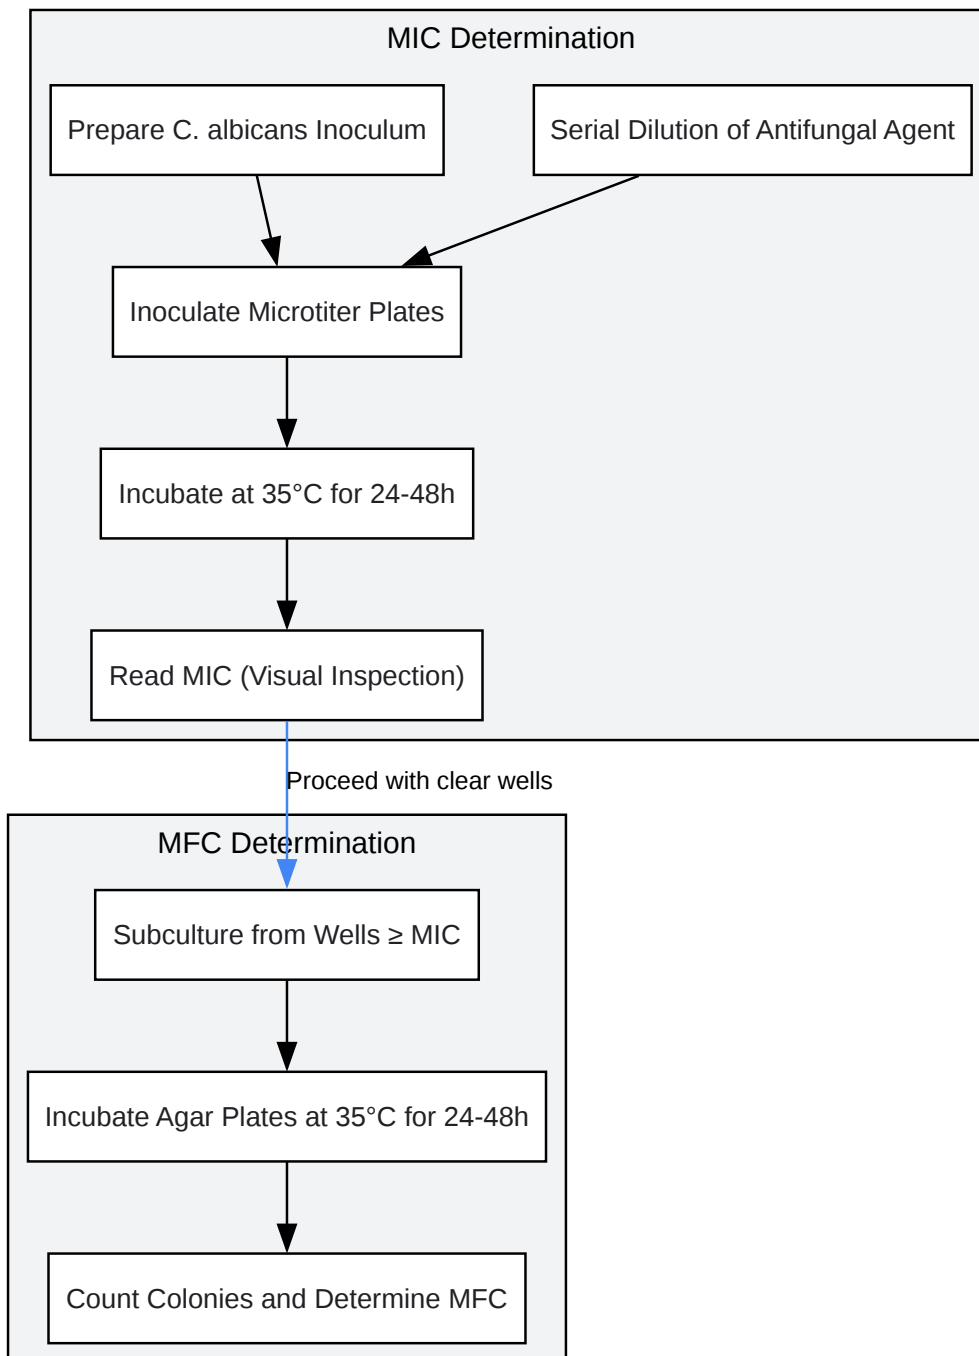 MIC Determination
Prepare C. albicans Inoculum
Serial Dilution of Antifungal Agent
Inoculate Microtiter Plates
Incubate at 35°C for 24-48h
Read MIC (Visual Inspection)
Proceed with clear wells
MFC Determination
Subculture from Wells ≥ MIC
Incubate Agar Plates at 35°C for 24-48h
Count Colonies and Determine MFC